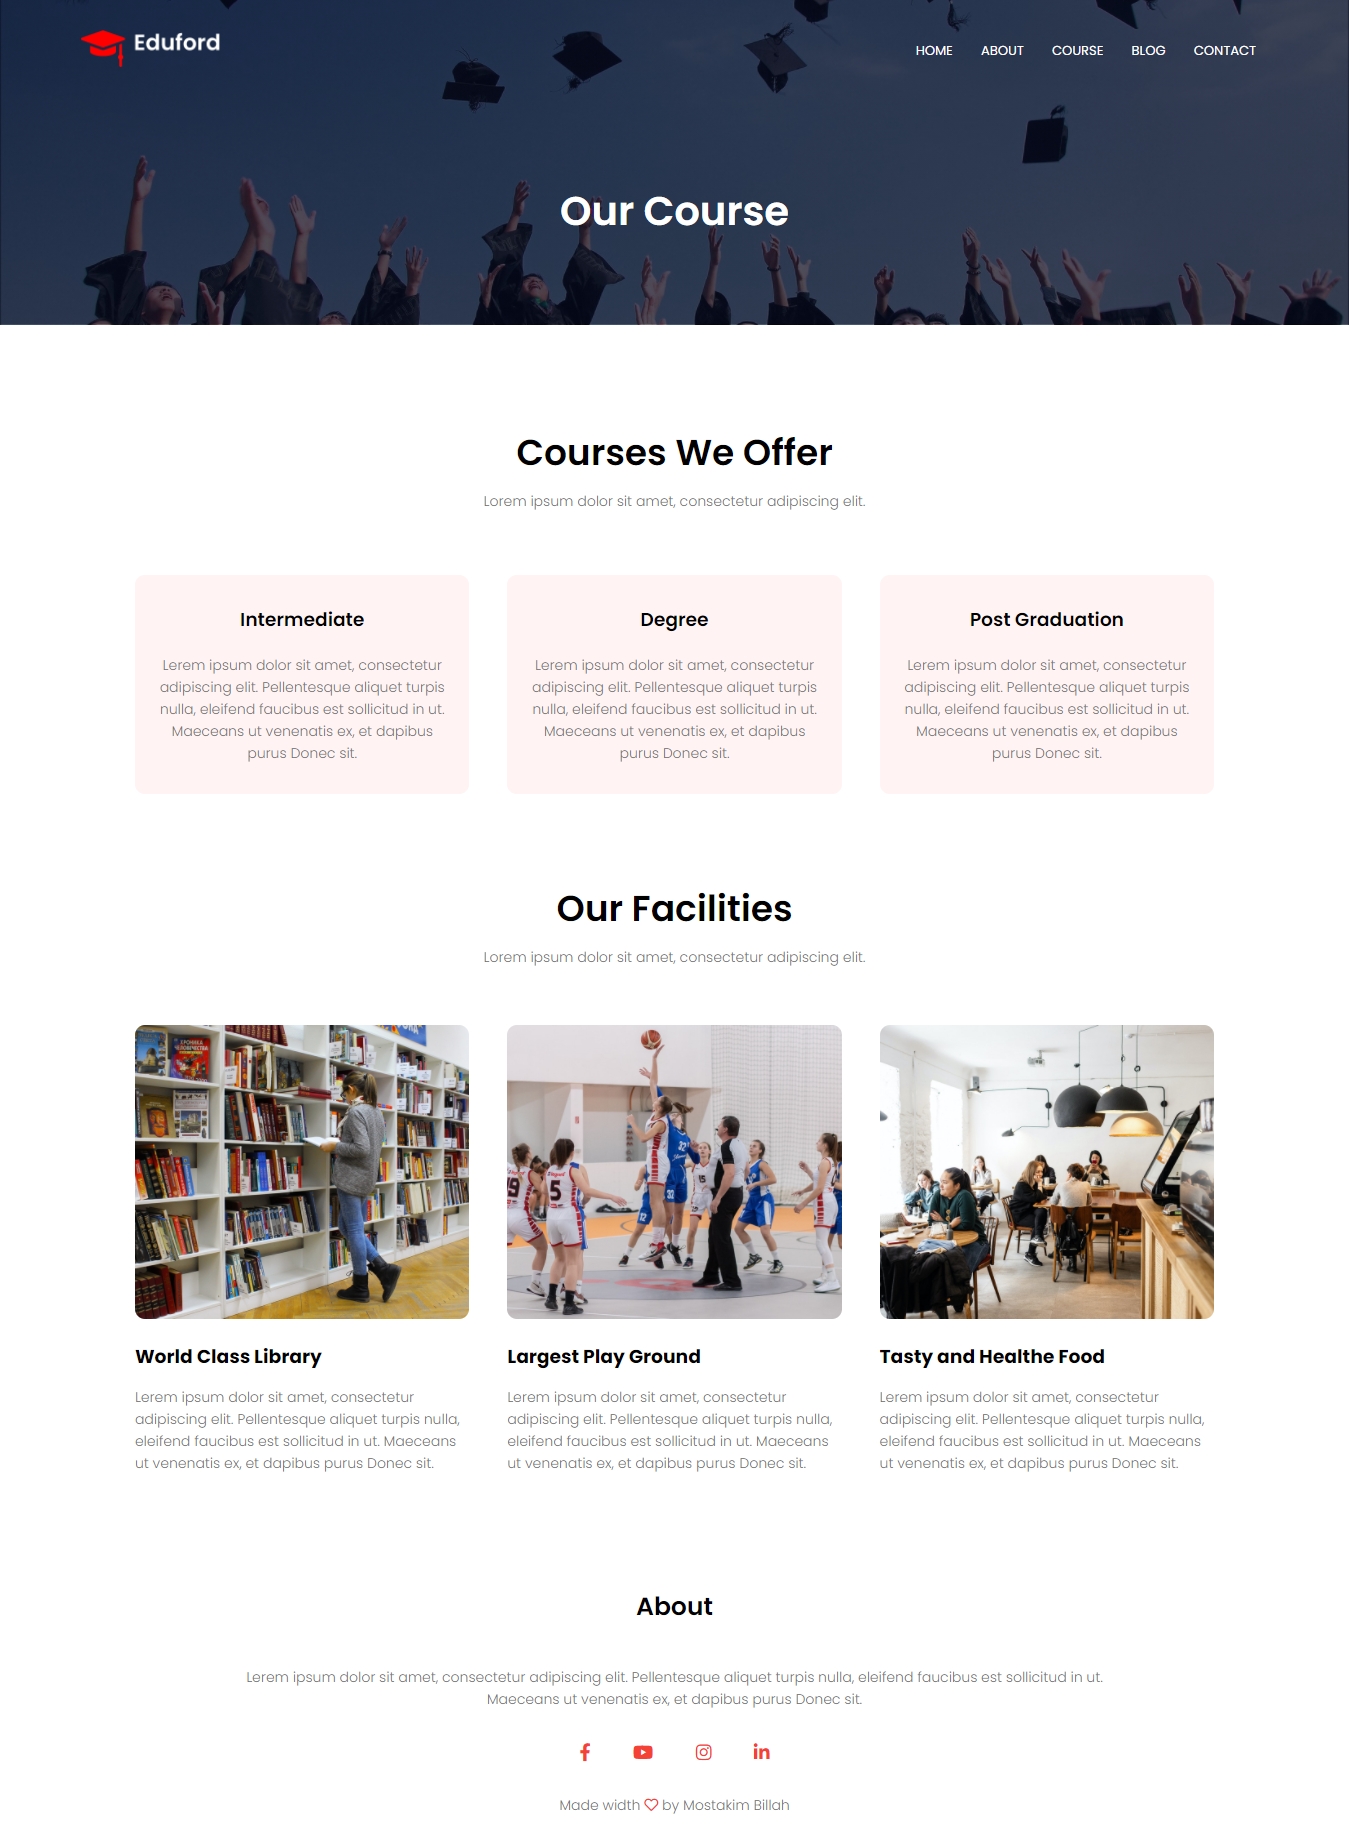 Eduford
HOME ABOUT COURSE BLOG CONTACT
Our Course
Courses We Offer
Lorem ipsum dolor sit amet, consectetur adipiscing elit.
Intermediate
Lerem ipsum dolor sit amet, consectetur
adipiscing elit. Pellentesque aliquet turpis
nulla, eleifend faucibus est sollicitud in ut.
Maeceans ut venenatis ex, et dapibus
purus Donec sit.
Degree
Lerem ipsum dolor sit amet, consectetur
adipiscing elit. Pellentesque aliquet turpis
nulla, eleifend faucibus est sollicitud in ut.
Maeceans ut venenatis ex, et dapibus
purus Donec sit.
Post Graduation
Lerem ipsum dolor sit amet, consectetur
adipiscing elit. Pellentesque aliquet turpis
nulla, eleifend faucibus est sollicitud in ut.
Maeceans ut venenatis ex, et dapibus
purus Donec sit.
Our Facilities
Lorem ipsum dolor sit amet, consectetur adipiscing elit.
World Class Library
Lerem ipsum dolor sit amet, consectetur
adipiscing elit. Pellentesque aliquet turpis nulla,
eleifend faucibus est sollicitud in ut. Maeceans
ut venenatis ex, et dapibus purus Donec sit.
Largest Play Ground
Lerem ipsum dolor sit amet, consectetur
adipiscing elit. Pellentesque aliquet turpis nulla,
eleifend faucibus est sollicitud in ut. Maeceans
ut venenatis ex, et dapibus purus Donec sit.
Tasty and Healthe Food
Lerem ipsum dolor sit amet, consectetur
adipiscing elit. Pellentesque aliquet turpis nulla,
eleifend faucibus est sollicitud in ut. Maeceans
ut venenatis ex, et dapibus purus Donec sit.
About
Lerem ipsum dolor sit amet, consectetur adipiscing elit. Pellentesque aliquet turpis nulla, eleifend faucibus est sollicitud in ut.
Maeceans ut venenatis ex, et dapibus purus Donec sit.
Made width ♡ by Mostakim Billah